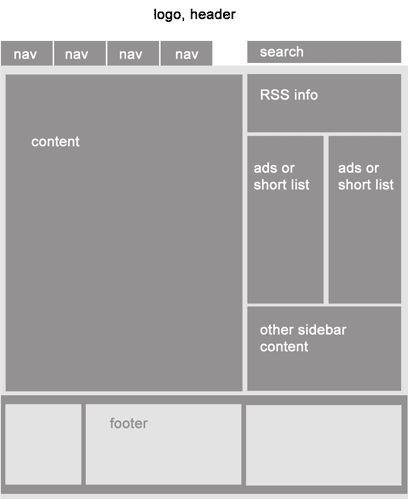 logo, header
nav nav nav nav
search
RSS info
content
ads or
short list
ads or
short list
other sidebar
content
footer